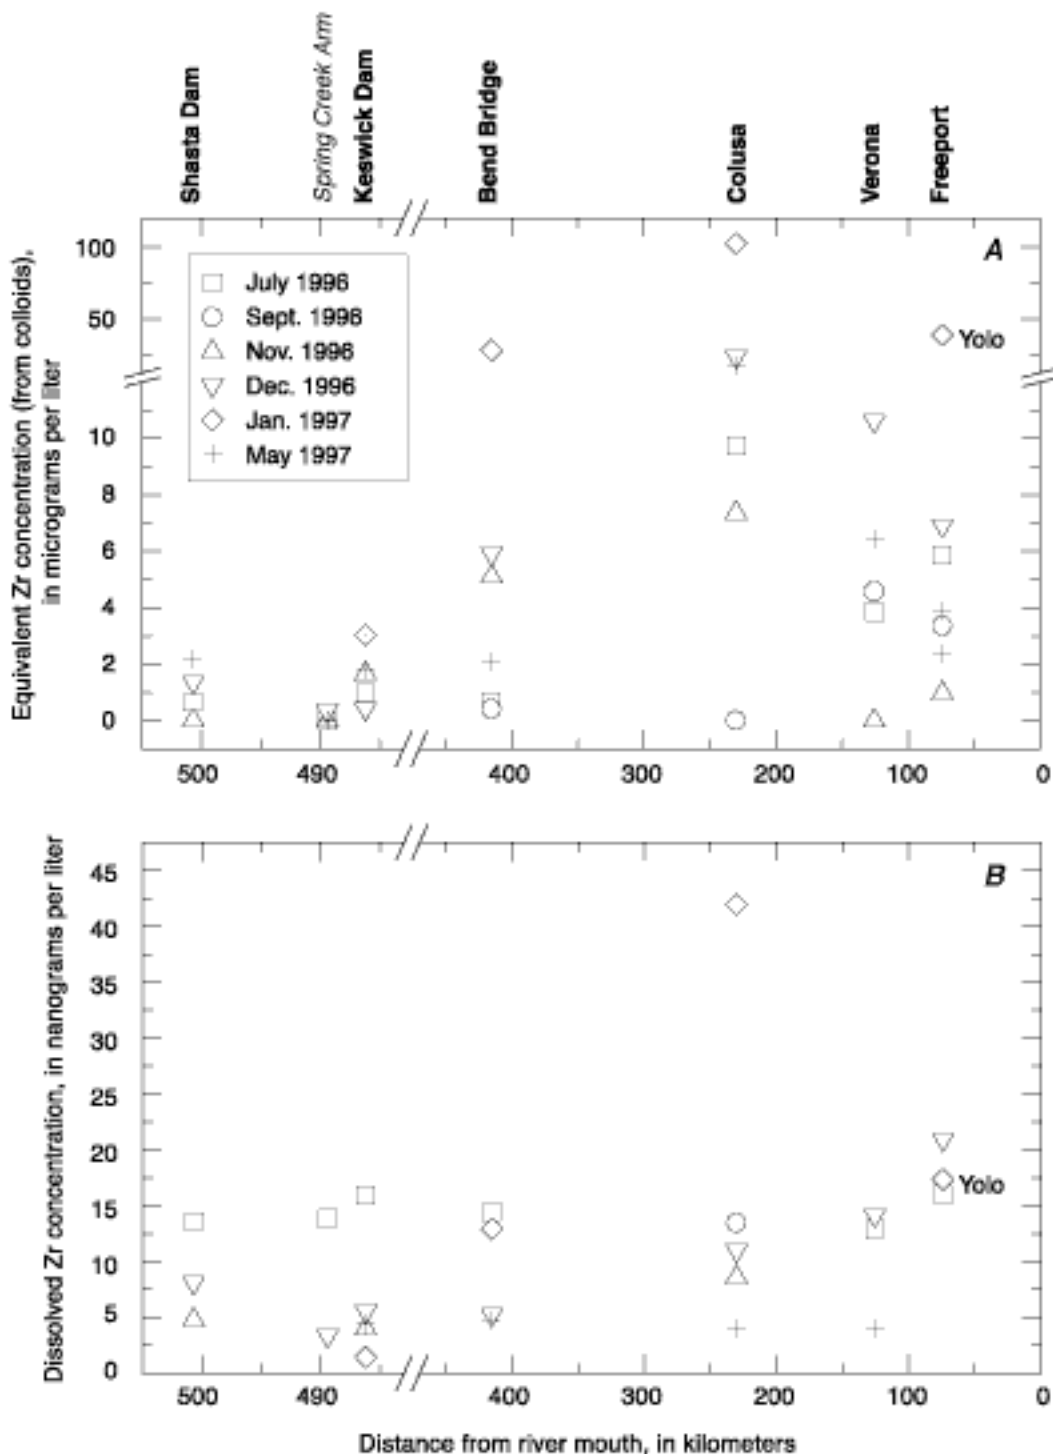 Shasta Dam
Spring Creek Arm
Keswick Dam
Bend Bridge
Colusa
Verona
Freeport
Equivalent Zr concentration (from colloids),
in micrograms per liter
A
100
50
10
8
6
4
2
0
July 1996
Sept. 1996
Nov. 1996
Dec. 1996
Jan. 1997
May 1997
Yolo
500
490
400
300
200
100
0
Dissolved Zr concentration, in nanograms per liter
B
45
40
35
30
25
20
15
10
5
0
Yolo
500
490
400
300
200
100
0
Distance from river mouth, in kilometers